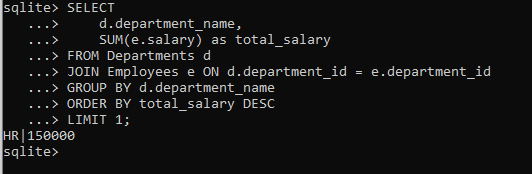 sqlite> SELECT
   ...>     d.department_name,
   ...>     SUM(e.salary) as total_salary
   ...> FROM Departments d
   ...> JOIN Employees e ON d.department_id = e.department_id
   ...> GROUP BY d.department_name
   ...> ORDER BY total_salary DESC
   ...> LIMIT 1;
HR|150000
sqlite>